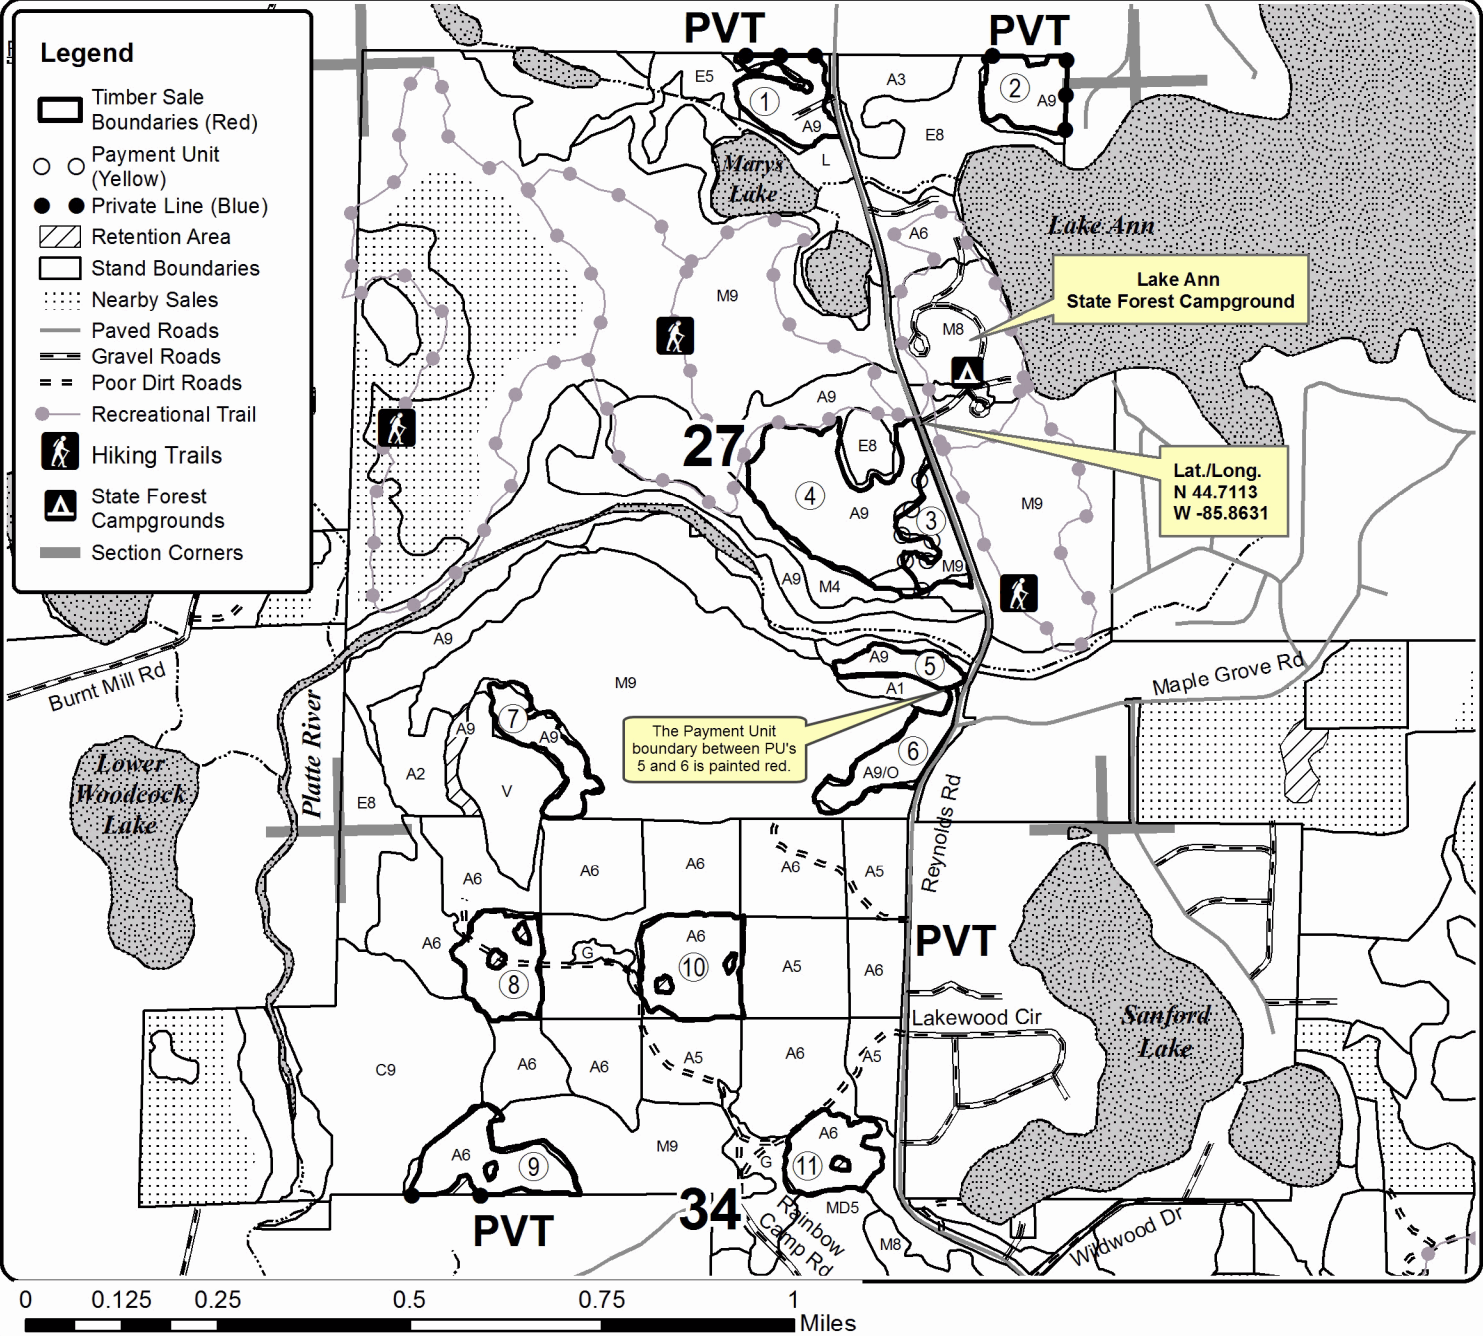 Legend
Timber Sale
Boundaries (Red)
Payment Unit
(Yellow)
Private Line (Blue)
Retention Area
Stand Boundaries
Nearby Sales
Paved Roads
Gravel Roads
Poor Dirt Roads
Recreational Trail
Hiking Trails
State Forest
Campgrounds
Section Corners
PVT
PVT
E5
1
A9
A3
2
A9
E8
L
Marys
Lake
Lake Ann
A6
Lake Ann
State Forest Campground
M9
M8
A9
27
E8
4
A9
3
M9
M9
Lat./Long.
N 44.7113
W -85.8631
A9
M4
A9
M9
A9
5
A1
Burnt Mill Rd
Maple Grove Rd
Platte River
7
A9
A9
The Payment Unit
boundary between PU's
5 and 6 is painted red.
6
A9/O
Lower
Woodcock
Lake
A2
E8
V
Reynolds Rd
A6
A6
A6
A6
A5
PVT
A6
8
G
A6
10
A5
A6
Lakewood Cir
Sanford
Lake
C9
A6
A6
A5
A6
A5
A6
9
M9
A6
11
G
34
PVT
MD5
M8
Rainbow
Camp Rd
Wildwood Dr
0 0.125 0.25 0.5 0.75 1
Miles